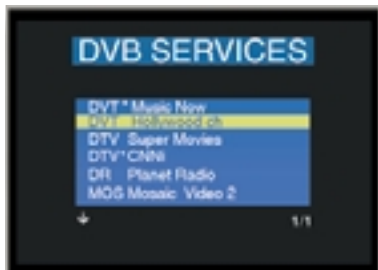 DVB SERVICES
DVT* Music Now
DVT Hollywood ch
DTV Super Movies
DTV* CNNi
DR Planet Radio
MOS Mosaic Video 2
1/1